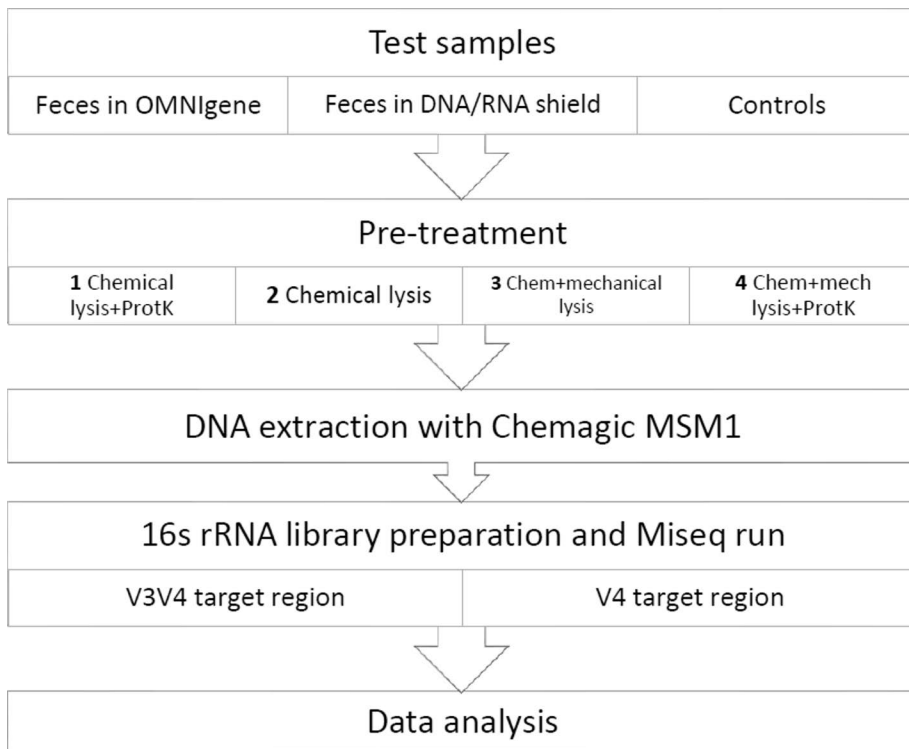 Test samples
Feces in OMNIgene
Feces in DNA/RNA shield
Controls
Pre-treatment
1 Chemical
lysis+ProtK
2 Chemical lysis
3 Chem+mechanical
lysis
4 Chem+mech
lysis+ProtK
DNA extraction with Chemagic MSM1
16s rRNA library preparation and Miseq run
V3V4 target region
V4 target region
Data analysis